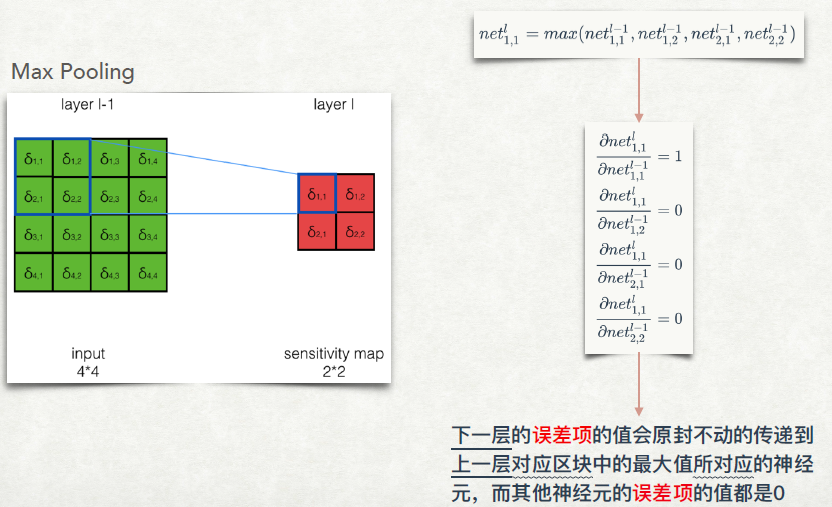 Max Pooling
layer l-1
layer l
δ1,1 δ1,2 δ1,3 δ1,4
δ2,1 δ2,2 δ2,3 δ2,4
δ3,1 δ3,2 δ3,3 δ3,4
δ4,1 δ4,2 δ4,3 δ4,4
δ1,1 δ1,2
δ2,1 δ2,2
input
4*4
sensitivity map
2*2
net^l_{1,1} = max(net^{l-1}_{1,1}, net^{l-1}_{1,2}, net^{l-1}_{2,1}, net^{l-1}_{2,2})
∂net^l_{1,1} / ∂net^{l-1}_{1,1} = 1
∂net^l_{1,1} / ∂net^{l-1}_{1,2} = 0
∂net^l_{1,1} / ∂net^{l-1}_{2,1} = 0
∂net^l_{1,1} / ∂net^{l-1}_{2,2} = 0
下一层的误差项的值会原封不动的传递到
上一层对应区块中的最大值所对应的神经
元，而其他神经元的误差项的值都是0